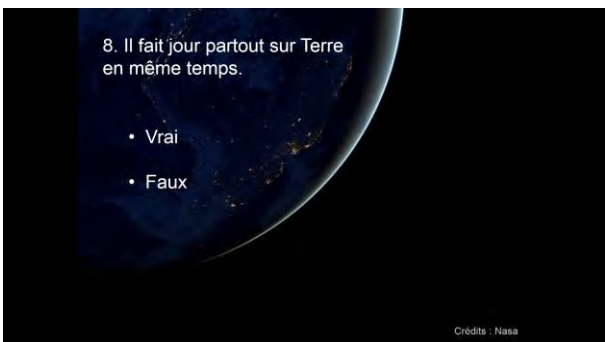 8. Il fait jour partout sur Terre
en même temps.
• Vrai
• Faux
Crédits : Nasa